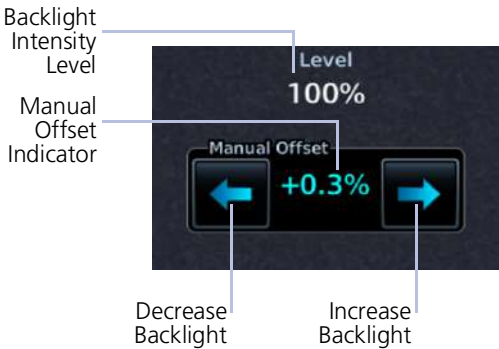 Backlight
Intensity
Level
Level
100%
Manual
Offset
Indicator
Manual Offset
+0.3%
Decrease
Backlight
Increase
Backlight